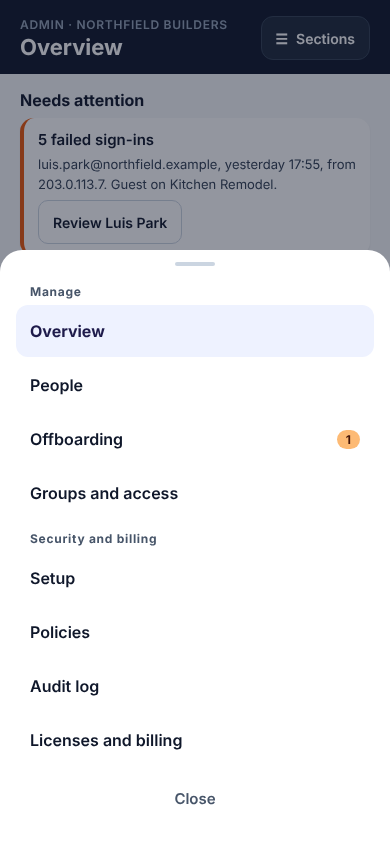 ADMIN · NORTHFIELD BUILDERS
Overview
☰ Sections
Needs attention
5 failed sign-ins
luis.park@northfield.example, yesterday 17:55, from
203.0.113.7. Guest on Kitchen Remodel.
Review Luis Park
Manage
Overview
People
Offboarding 1
Groups and access
Security and billing
Setup
Policies
Audit log
Licenses and billing
Close